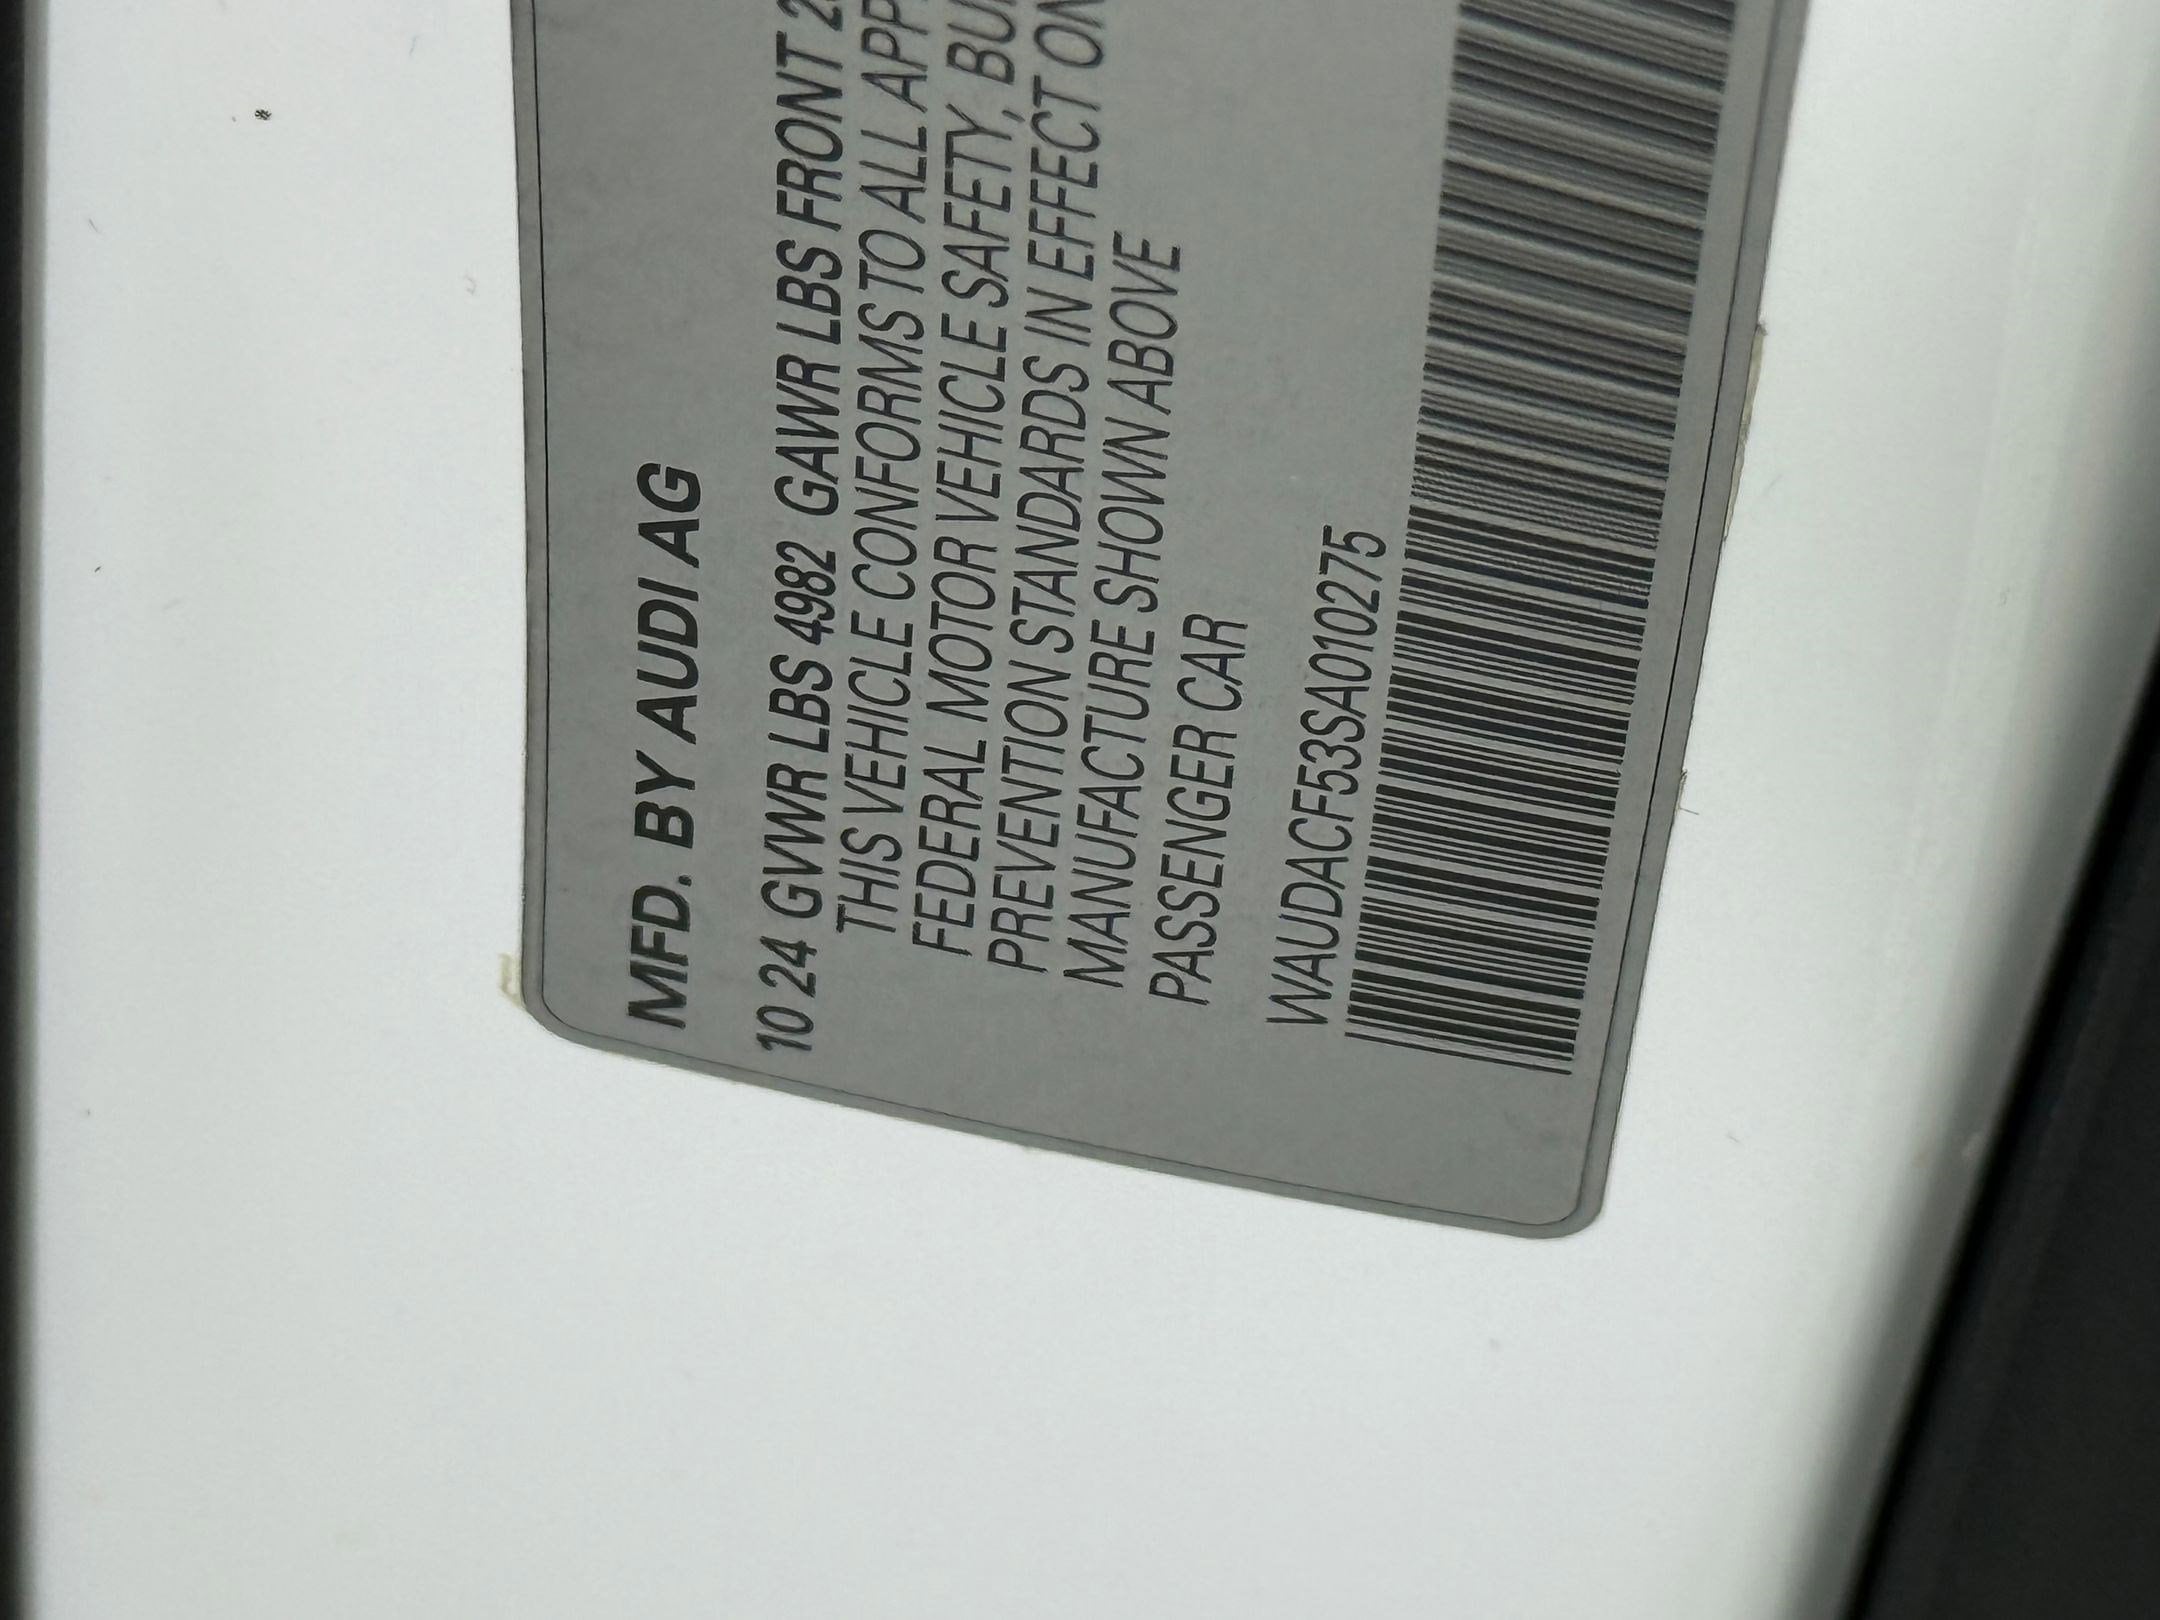 MFD. BY AUDI AG
10 24 GVWR LBS 4982 GAWR LBS FRONT
THIS VEHICLE CONFORMS TO ALL
FEDERAL MOTOR VEHICLE SAFETY,
PREVENTION STANDARDS IN EFFECT ON
MANUFACTURE SHOWN ABOVE
PASSENGER CAR
WAUDACF53SA010275